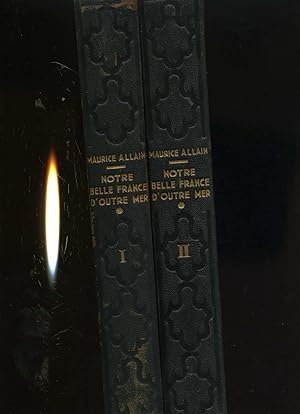 MAURICE ALLAIN
NOTRE
BELLE FRANCE
D'OUTRE MER
I
MAURICE ALLAIN
NOTRE
BELLE FRANCE
D'OUTRE MER
II